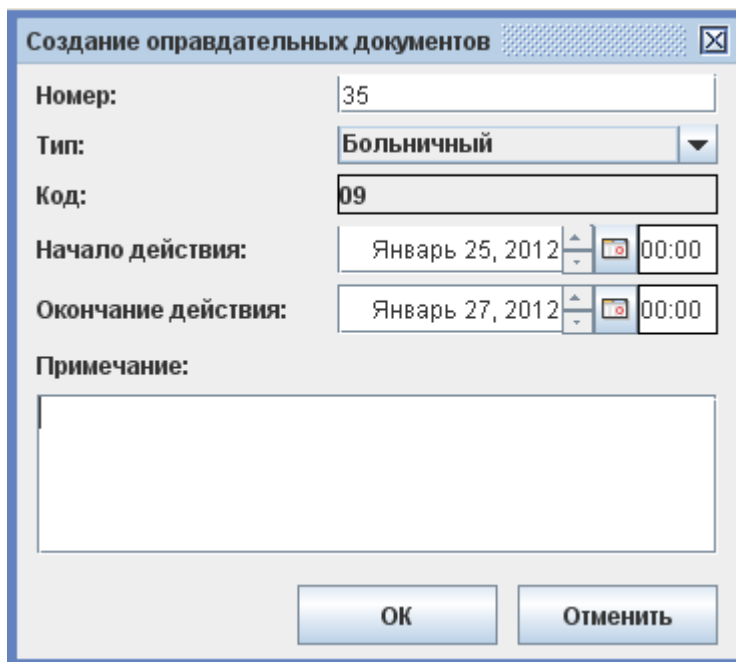 Создание оправдательных документов
Номер: 35
Тип: Больничный
Код: 09
Начало действия: Январь 25, 2012 00:00
Окончание действия: Январь 27, 2012 00:00
Примечание:
ОК Отменить